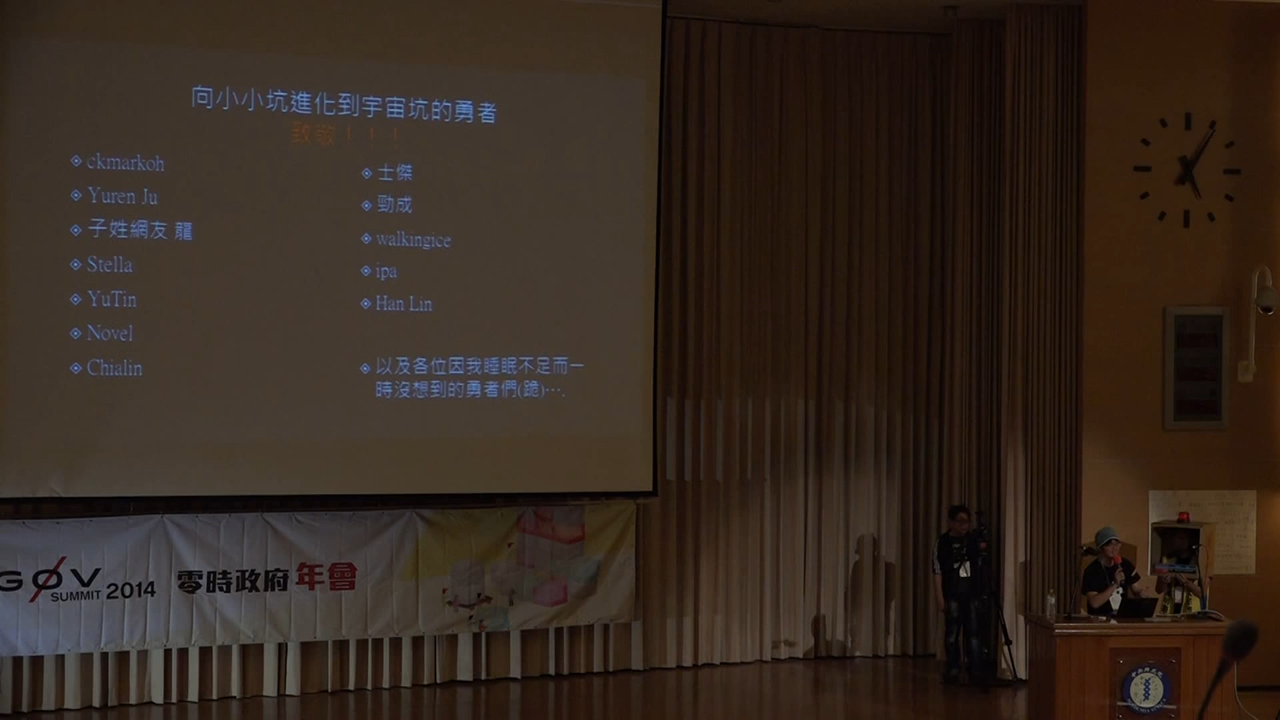 向小小坑進化到宇宙坑的勇者
致敬！！！
ckmarkoh
Yuren Ju
子姓網友 龍
Stella
YuTin
Novel
Chialin
士傑
勁成
walkingice
ipa
Han Lin
以及各位因我睡眠不足而一
時沒想到的勇者們(跪)….
GØV
SUMMIT 2014 零時政府年會